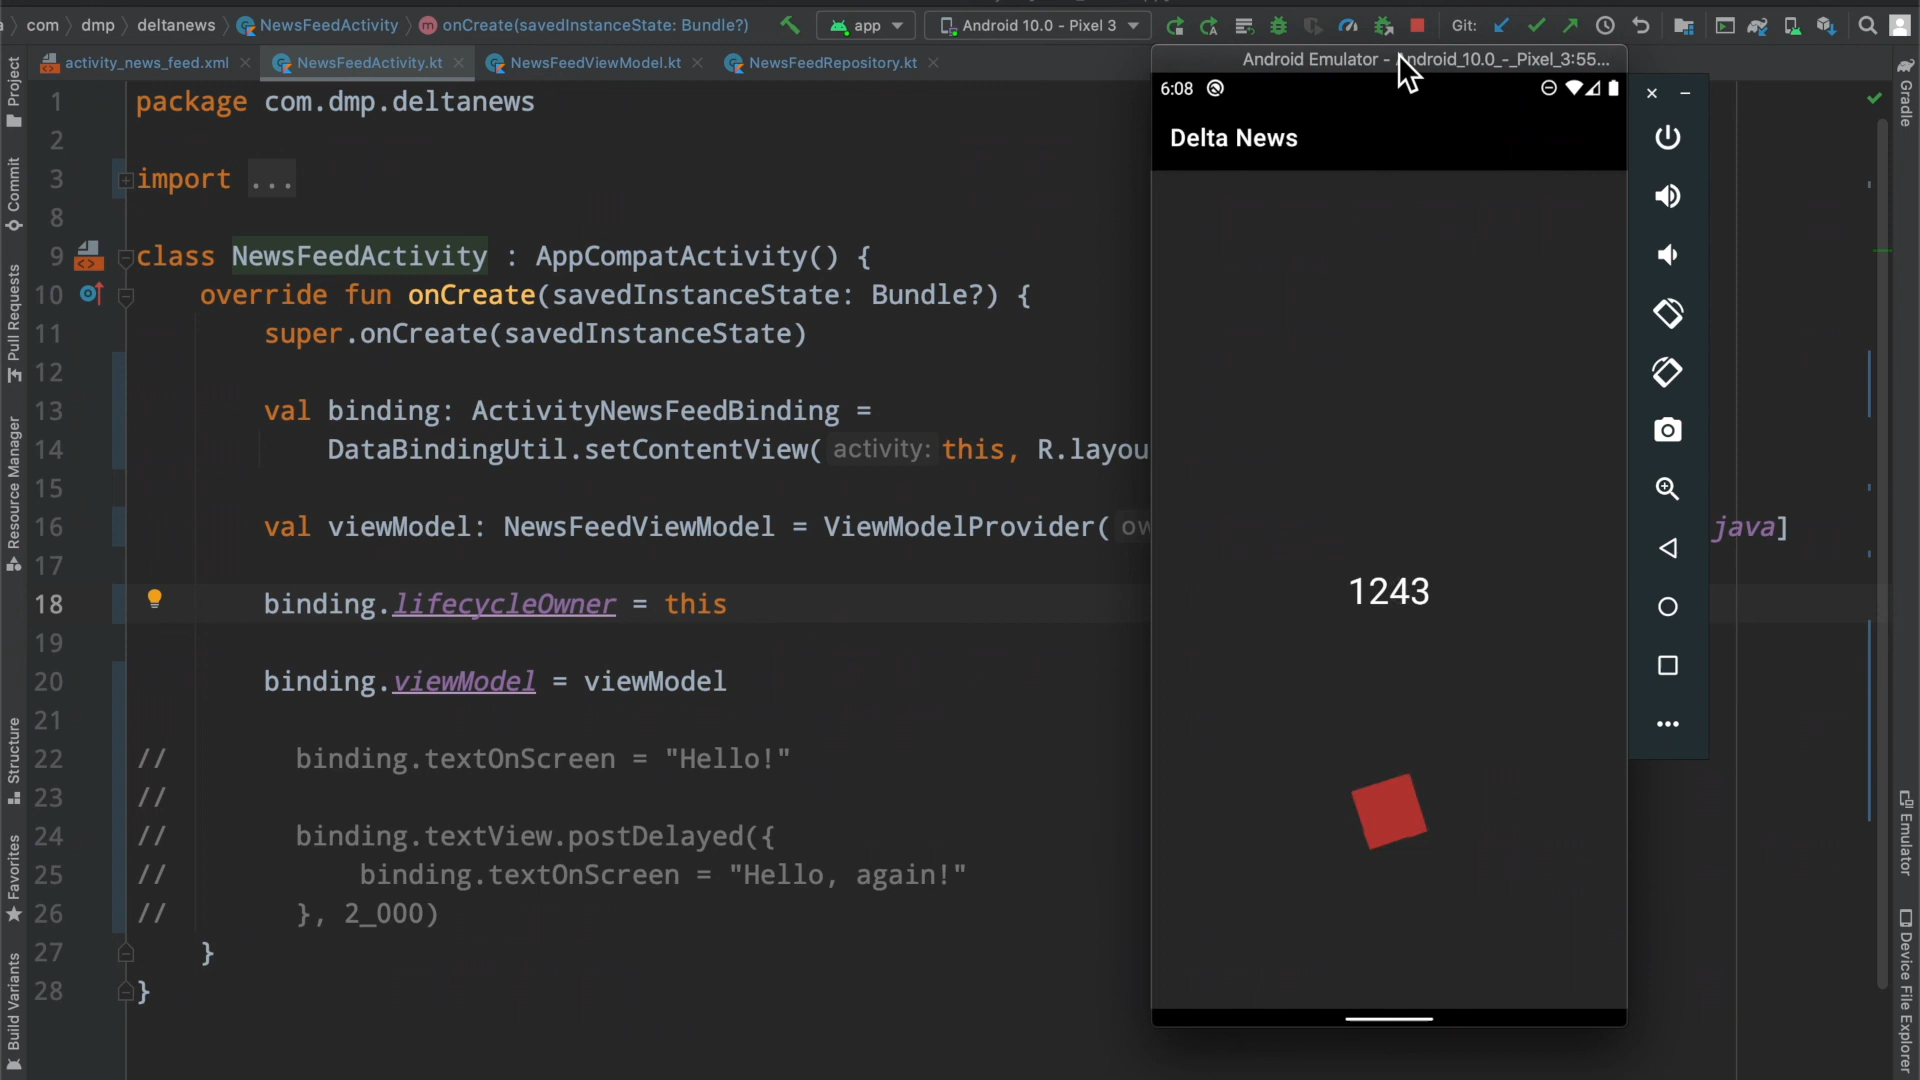 com dmp deltanews NewsFeedActivity onCreate(savedInstanceState: Bundle?) app Android 10.0 - Pixel 3 Git:
activity_news_feed.xml NewsFeedActivity.kt NewsFeedViewModel.kt NewsFeedRepository.kt
Project
Commit
Pull Requests
Resource Manager
Structure
Favorites
Build Variants
1 package com.dmp.deltanews
2
3 import ...
8
9 class NewsFeedActivity : AppCompatActivity() {
10 override fun onCreate(savedInstanceState: Bundle?) {
11 super.onCreate(savedInstanceState)
12
13 val binding: ActivityNewsFeedBinding =
14 DataBindingUtil.setContentView( activity: this, R.layou
15
16 val viewModel: NewsFeedViewModel = ViewModelProvider( ow java]
17
18 binding.lifecycleOwner = this
19
20 binding.viewModel = viewModel
21
22 // binding.textOnScreen = "Hello!"
23 //
24 // binding.textView.postDelayed({
25 // binding.textOnScreen = "Hello, again!"
26 // }, 2_000)
27 }
28 }
Android Emulator - Android_10.0_-_Pixel_3:55...
6:08
Delta News
1243
Gradle
Emulator
Device File Explorer